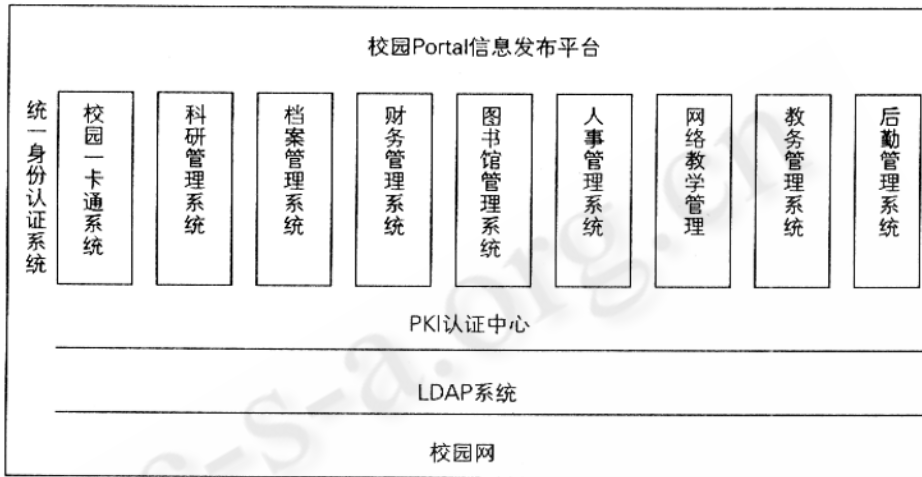 校园Portal信息发布平台
统一身份认证系统
校园一卡通系统
科研管理系统
档案管理系统
财务管理系统
图书馆管理系统
人事管理系统
网络教学管理
教务管理系统
后勤管理系统
PKI认证中心
LDAP系统
校园网
s-s-a.org.cn